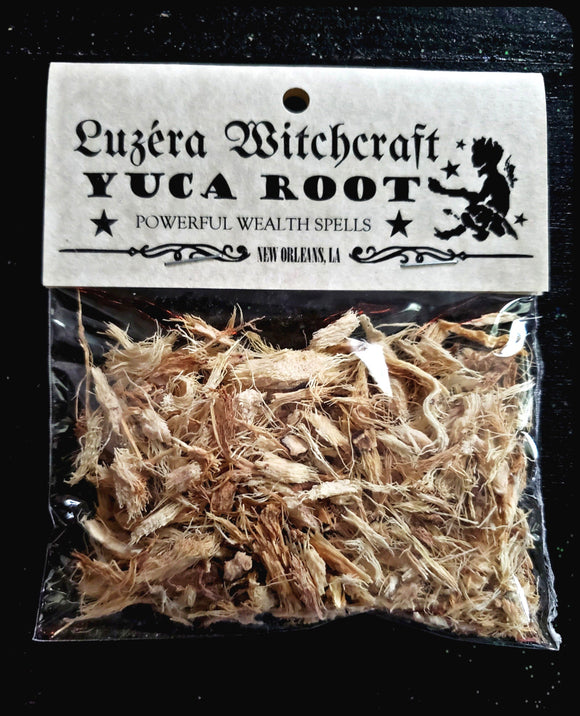 Luzéra Witchcraft
YUCA ROOT
POWERFUL WEALTH SPELLS
NEW ORLEANS, LA